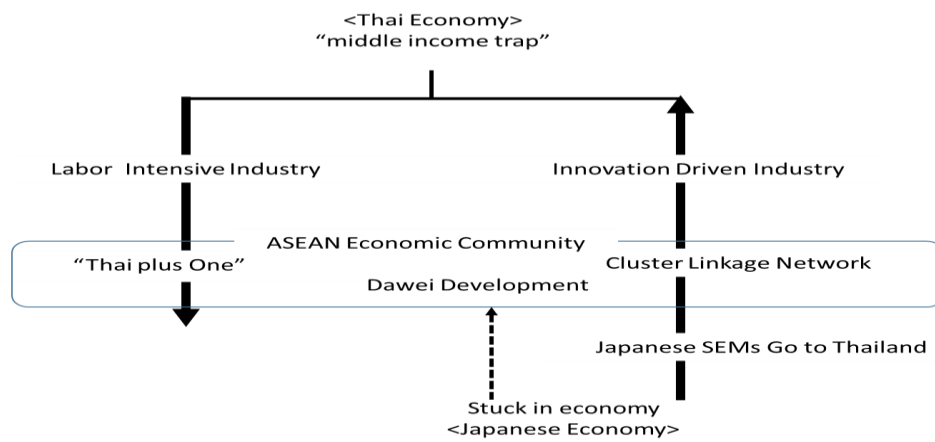 <Thai Economy>
“middle income trap”
Labor Intensive Industry
Innovation Driven Industry
ASEAN Economic Community
“Thai plus One”
Cluster Linkage Network
Dawei Development
Japanese SEMs Go to Thailand
Stuck in economy
<Japanese Economy>